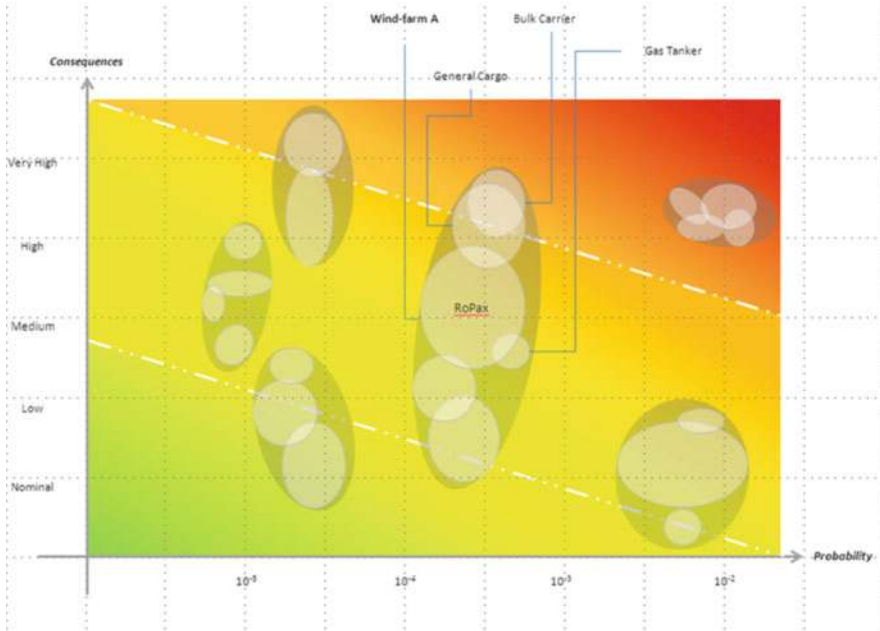 Wind-farm A
Bulk Carrier
Gas Tanker
Consequences
General Cargo
Very High
High
RoPax
Medium
Low
Nominal
Probability
10⁻⁵
10⁻⁴
10⁻³
10⁻²